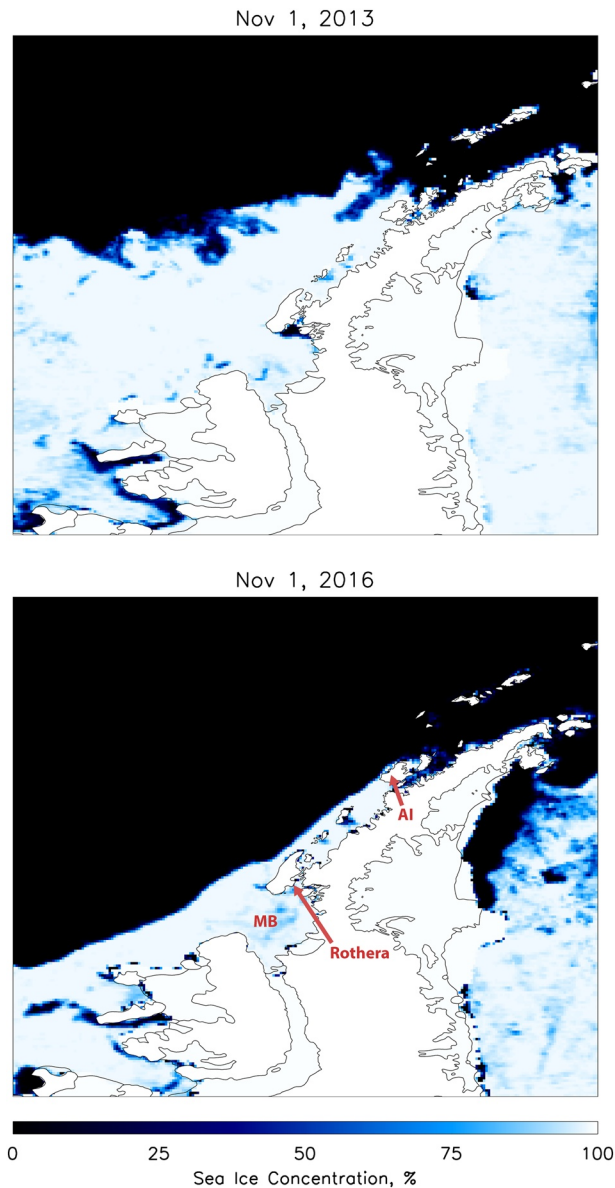 Nov 1, 2013
Nov 1, 2016
AI
MB
Rothera
0 25 50 75 100
Sea Ice Concentration, %